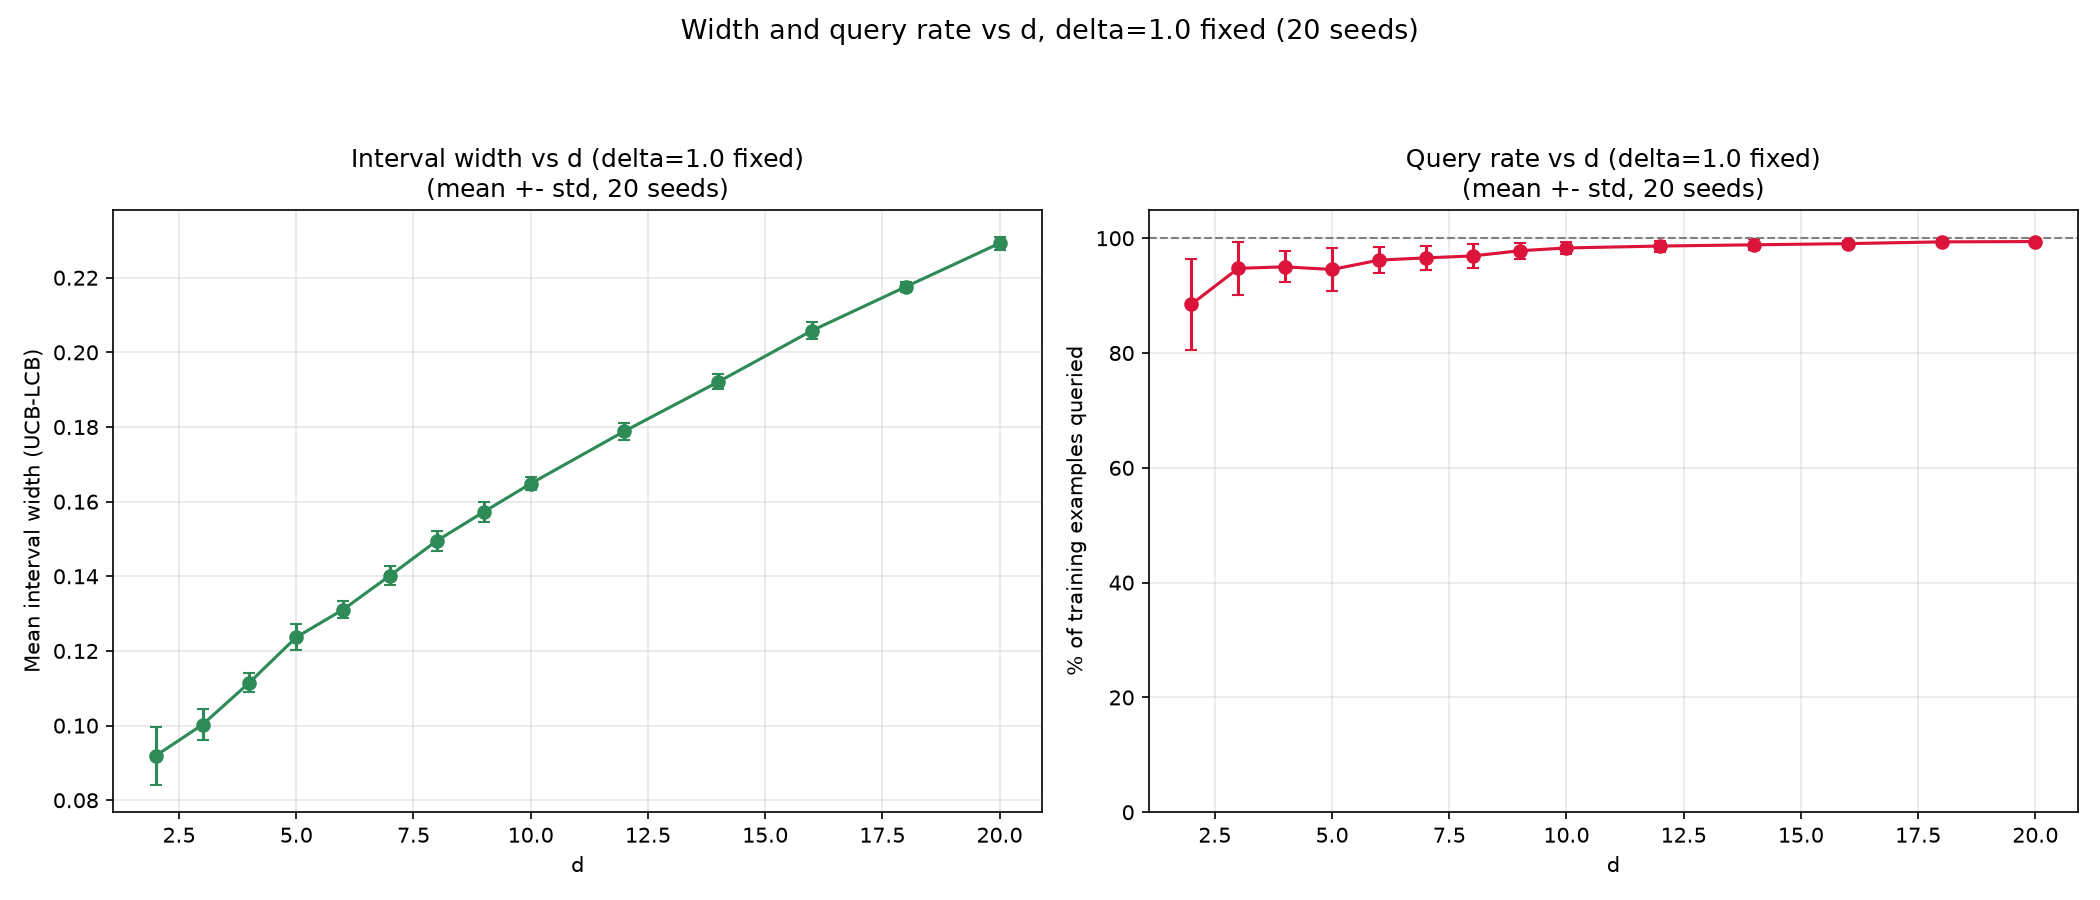 Width and query rate vs d, delta=1.0 fixed (20 seeds)
Interval width vs d (delta=1.0 fixed)
(mean +- std, 20 seeds)
Mean interval width (UCB-LCB)
0.22
0.20
0.18
0.16
0.14
0.12
0.10
0.08
2.5 5.0 7.5 10.0 12.5 15.0 17.5 20.0
d
Query rate vs d (delta=1.0 fixed)
(mean +- std, 20 seeds)
% of training examples queried
100
80
60
40
20
0
2.5 5.0 7.5 10.0 12.5 15.0 17.5 20.0
d